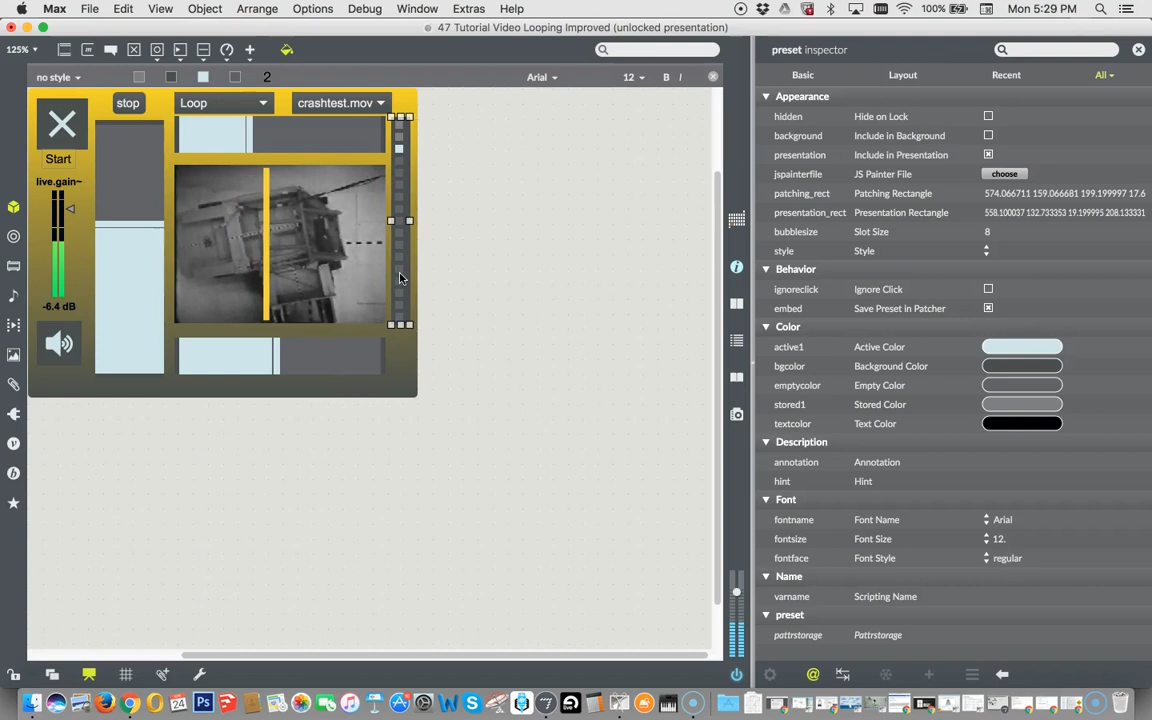 Max File Edit View Object Arrange Options Debug Window Extras Help 100% Mon 5:29 PM
47 Tutorial Video Looping Improved (unlocked presentation)
125%
preset inspector
no style 2 Arial 12 B I
Basic Layout Recent All
stop Loop crashtest.mov
Start
live.gain~
-6.4 dB
Appearance
hidden Hide on Lock
background Include in Background
presentation Include in Presentation
jspainterfile JS Painter File choose
patching_rect Patching Rectangle 574.066711 159.066681 199.199997 17.6
presentation_rect Presentation Rectangle 558.100037 132.733353 19.199995 208.133331
bubblesize Slot Size 8
style Style
Behavior
ignoreclick Ignore Click
embed Save Preset in Patcher
Color
active1 Active Color
bgcolor Background Color
emptycolor Empty Color
stored1 Stored Color
textcolor Text Color
Description
annotation Annotation
hint Hint
Font
fontname Font Name Arial
fontsize Font Size 12.
fontface Font Style regular
Name
varname Scripting Name
preset
pattrstorage Pattrstorage